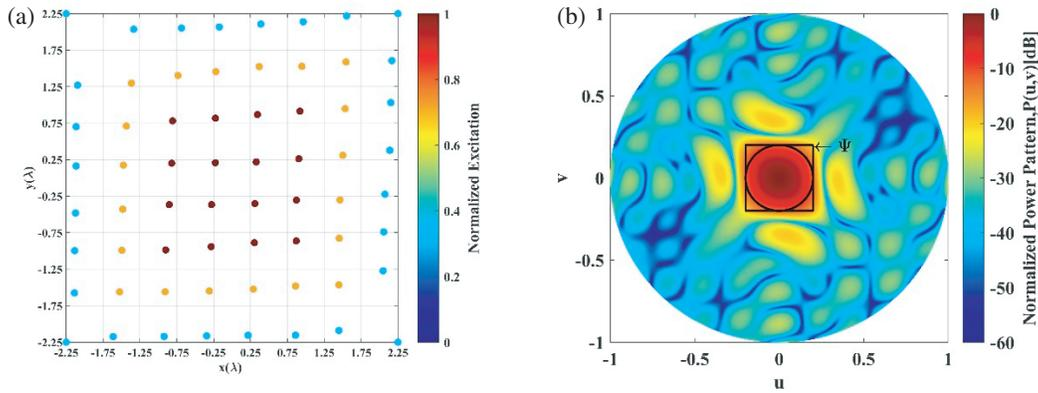 (a)
2.25
1.75
1.25
0.75
0.25
-0.25
-0.75
-1.25
-1.75
-2.25
y(λ)
-2.25 -1.75 -1.25 -0.75 -0.25 0.25 0.75 1.25 1.75 2.25
x(λ)
1
0.8
0.6
0.4
0.2
0
Normalized Excitation
(b)
1
0.5
0
-0.5
-1
v
-1 -0.5 0 0.5 1
u
← Ψ
0
-10
-20
-30
-40
-50
-60
Normalized Power Pattern,P(u,v)[dB]